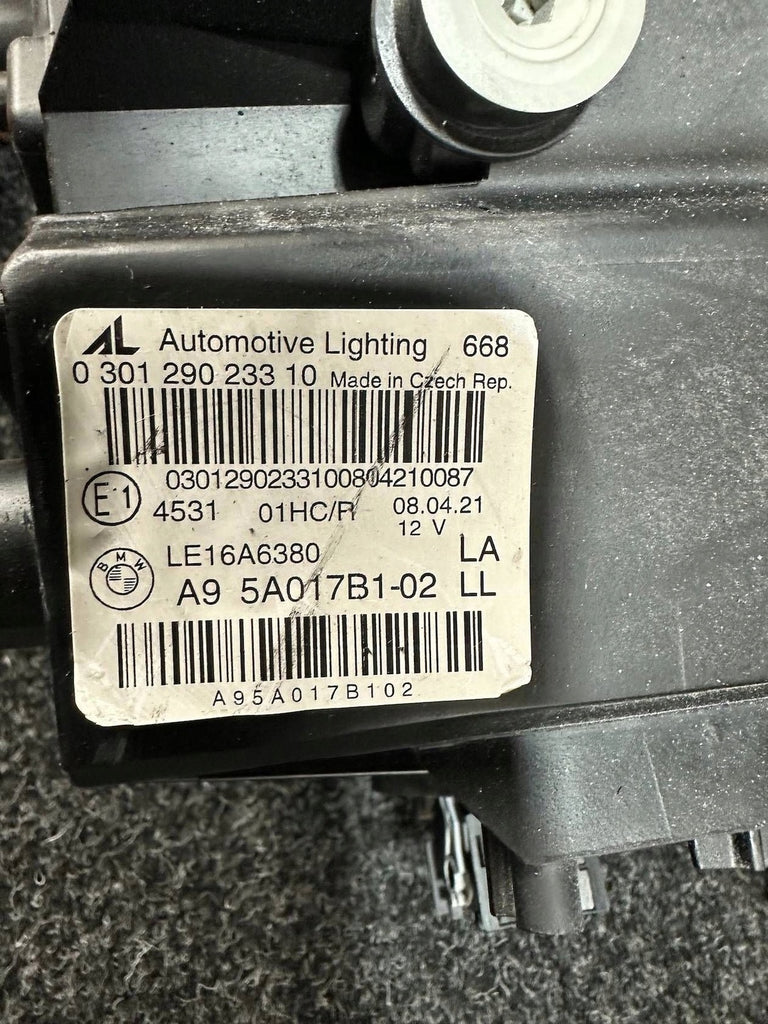 AL Automotive Lighting 668
0 301 290 233 10 Made in Czech Rep.
0301290233100804210087
E1 4531 01HC/R 08.04.21
12 V
BMW LE16A6380 LA
A9 5A017B1-02 LL
A95A017B102